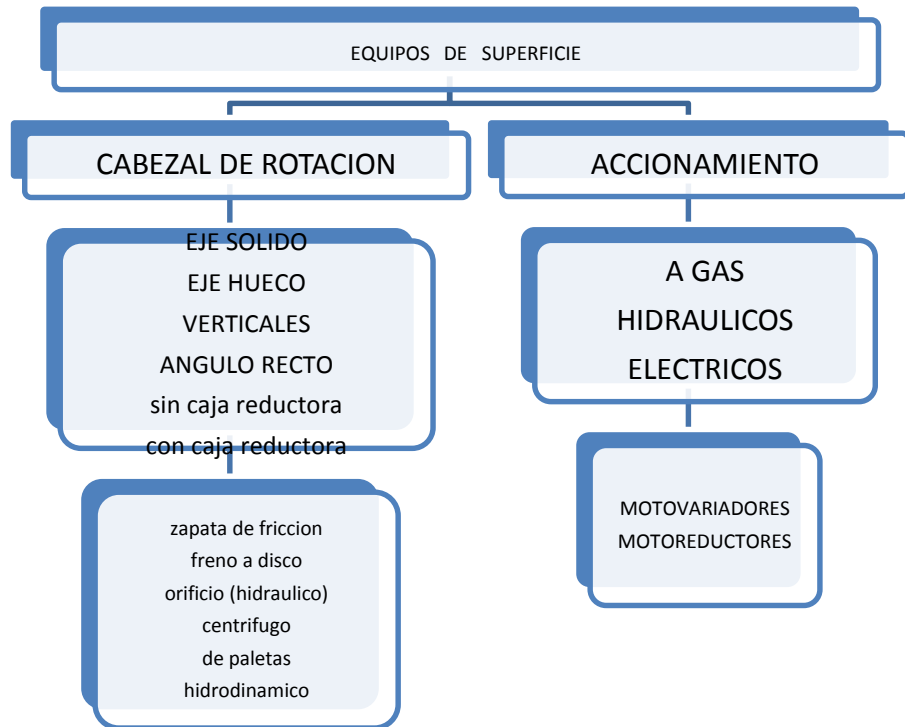 EQUIPOS DE SUPERFICIE
CABEZAL DE ROTACION
EJE SOLIDO
EJE HUECO
VERTICALES
ANGULO RECTO
sin caja reductora
con caja reductora
zapata de friccion
freno a disco
orificio (hidraulico)
centrifugo
de paletas
hidrodinamico
ACCIONAMIENTO
A GAS
HIDRAULICOS
ELECTRICOS
MOTOVARIADORES
MOTOREDUCTORES